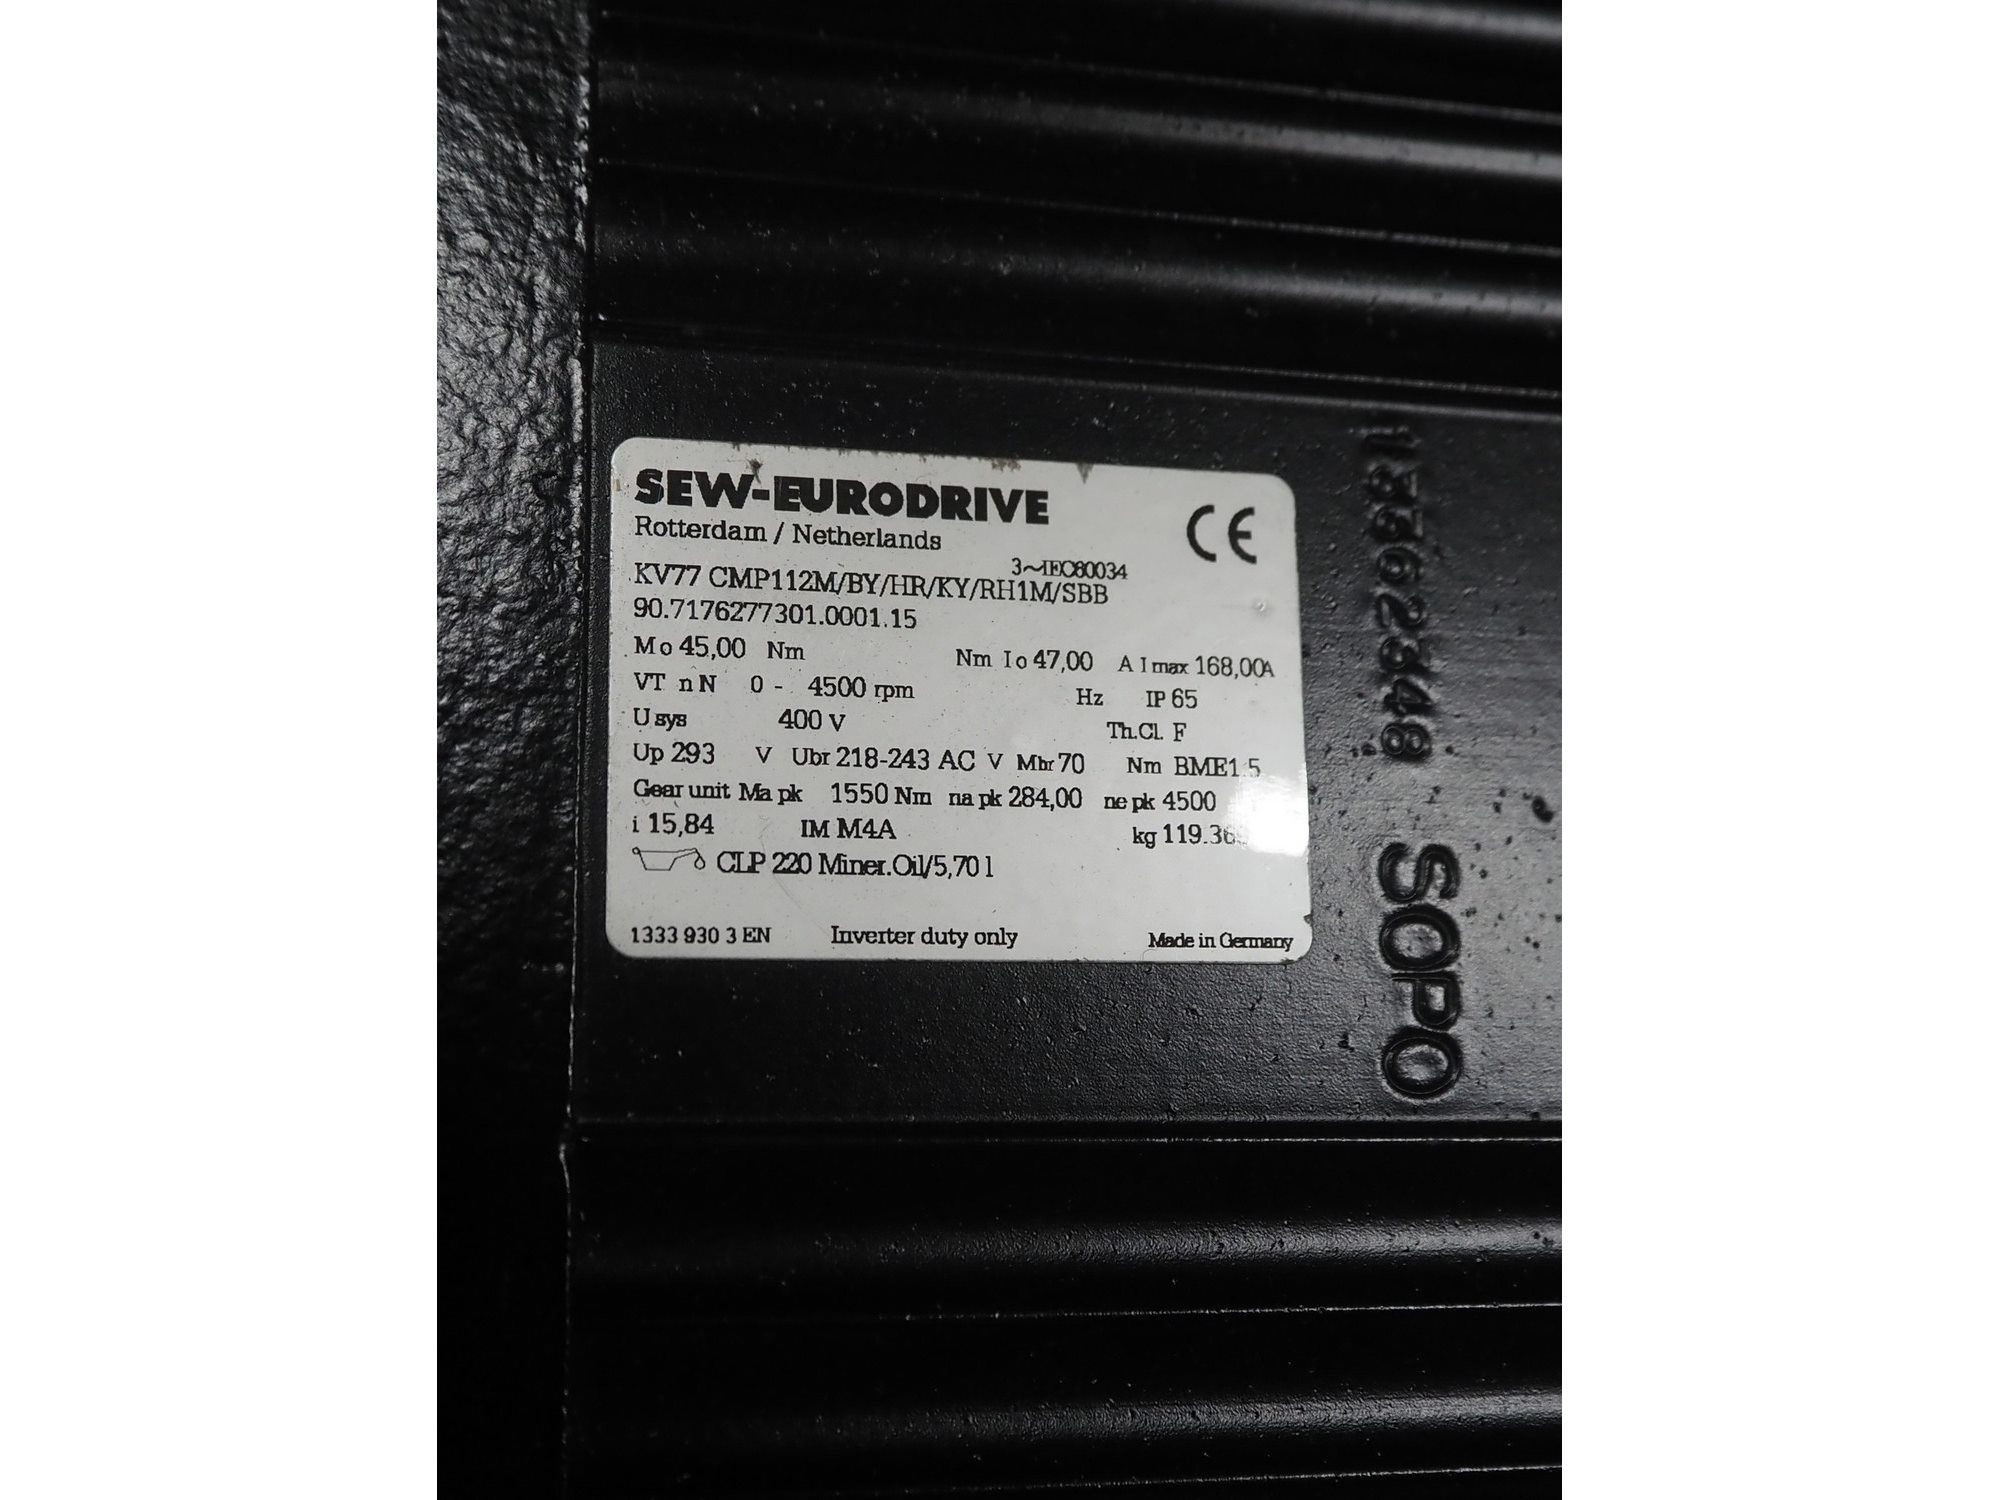 SEW-EURODRIVE
Rotterdam / Netherlands
CE
3~IEC60034
KV77 CMP112M/BY/HR/KY/RH1M/SBB
90.7176277301.0001.15
Mo 45,00 Nm Nm Io 47,00 A Imax 168,00A
VT nN 0 - 4500 rpm Hz IP 65
Usys 400 V Th.Cl. F
Up 293 V Ubr 218-243 AC V Mbr 70 Nm BME1.5
Gear unit Ma pk 1550 Nm na pk 284,00 ne pk 4500
i 15,84 IM M4A kg
CLP 220 Miner.Oil/5,70 l
1333 930 3 EN Inverter duty only Made in Germany
13362348 SOPO